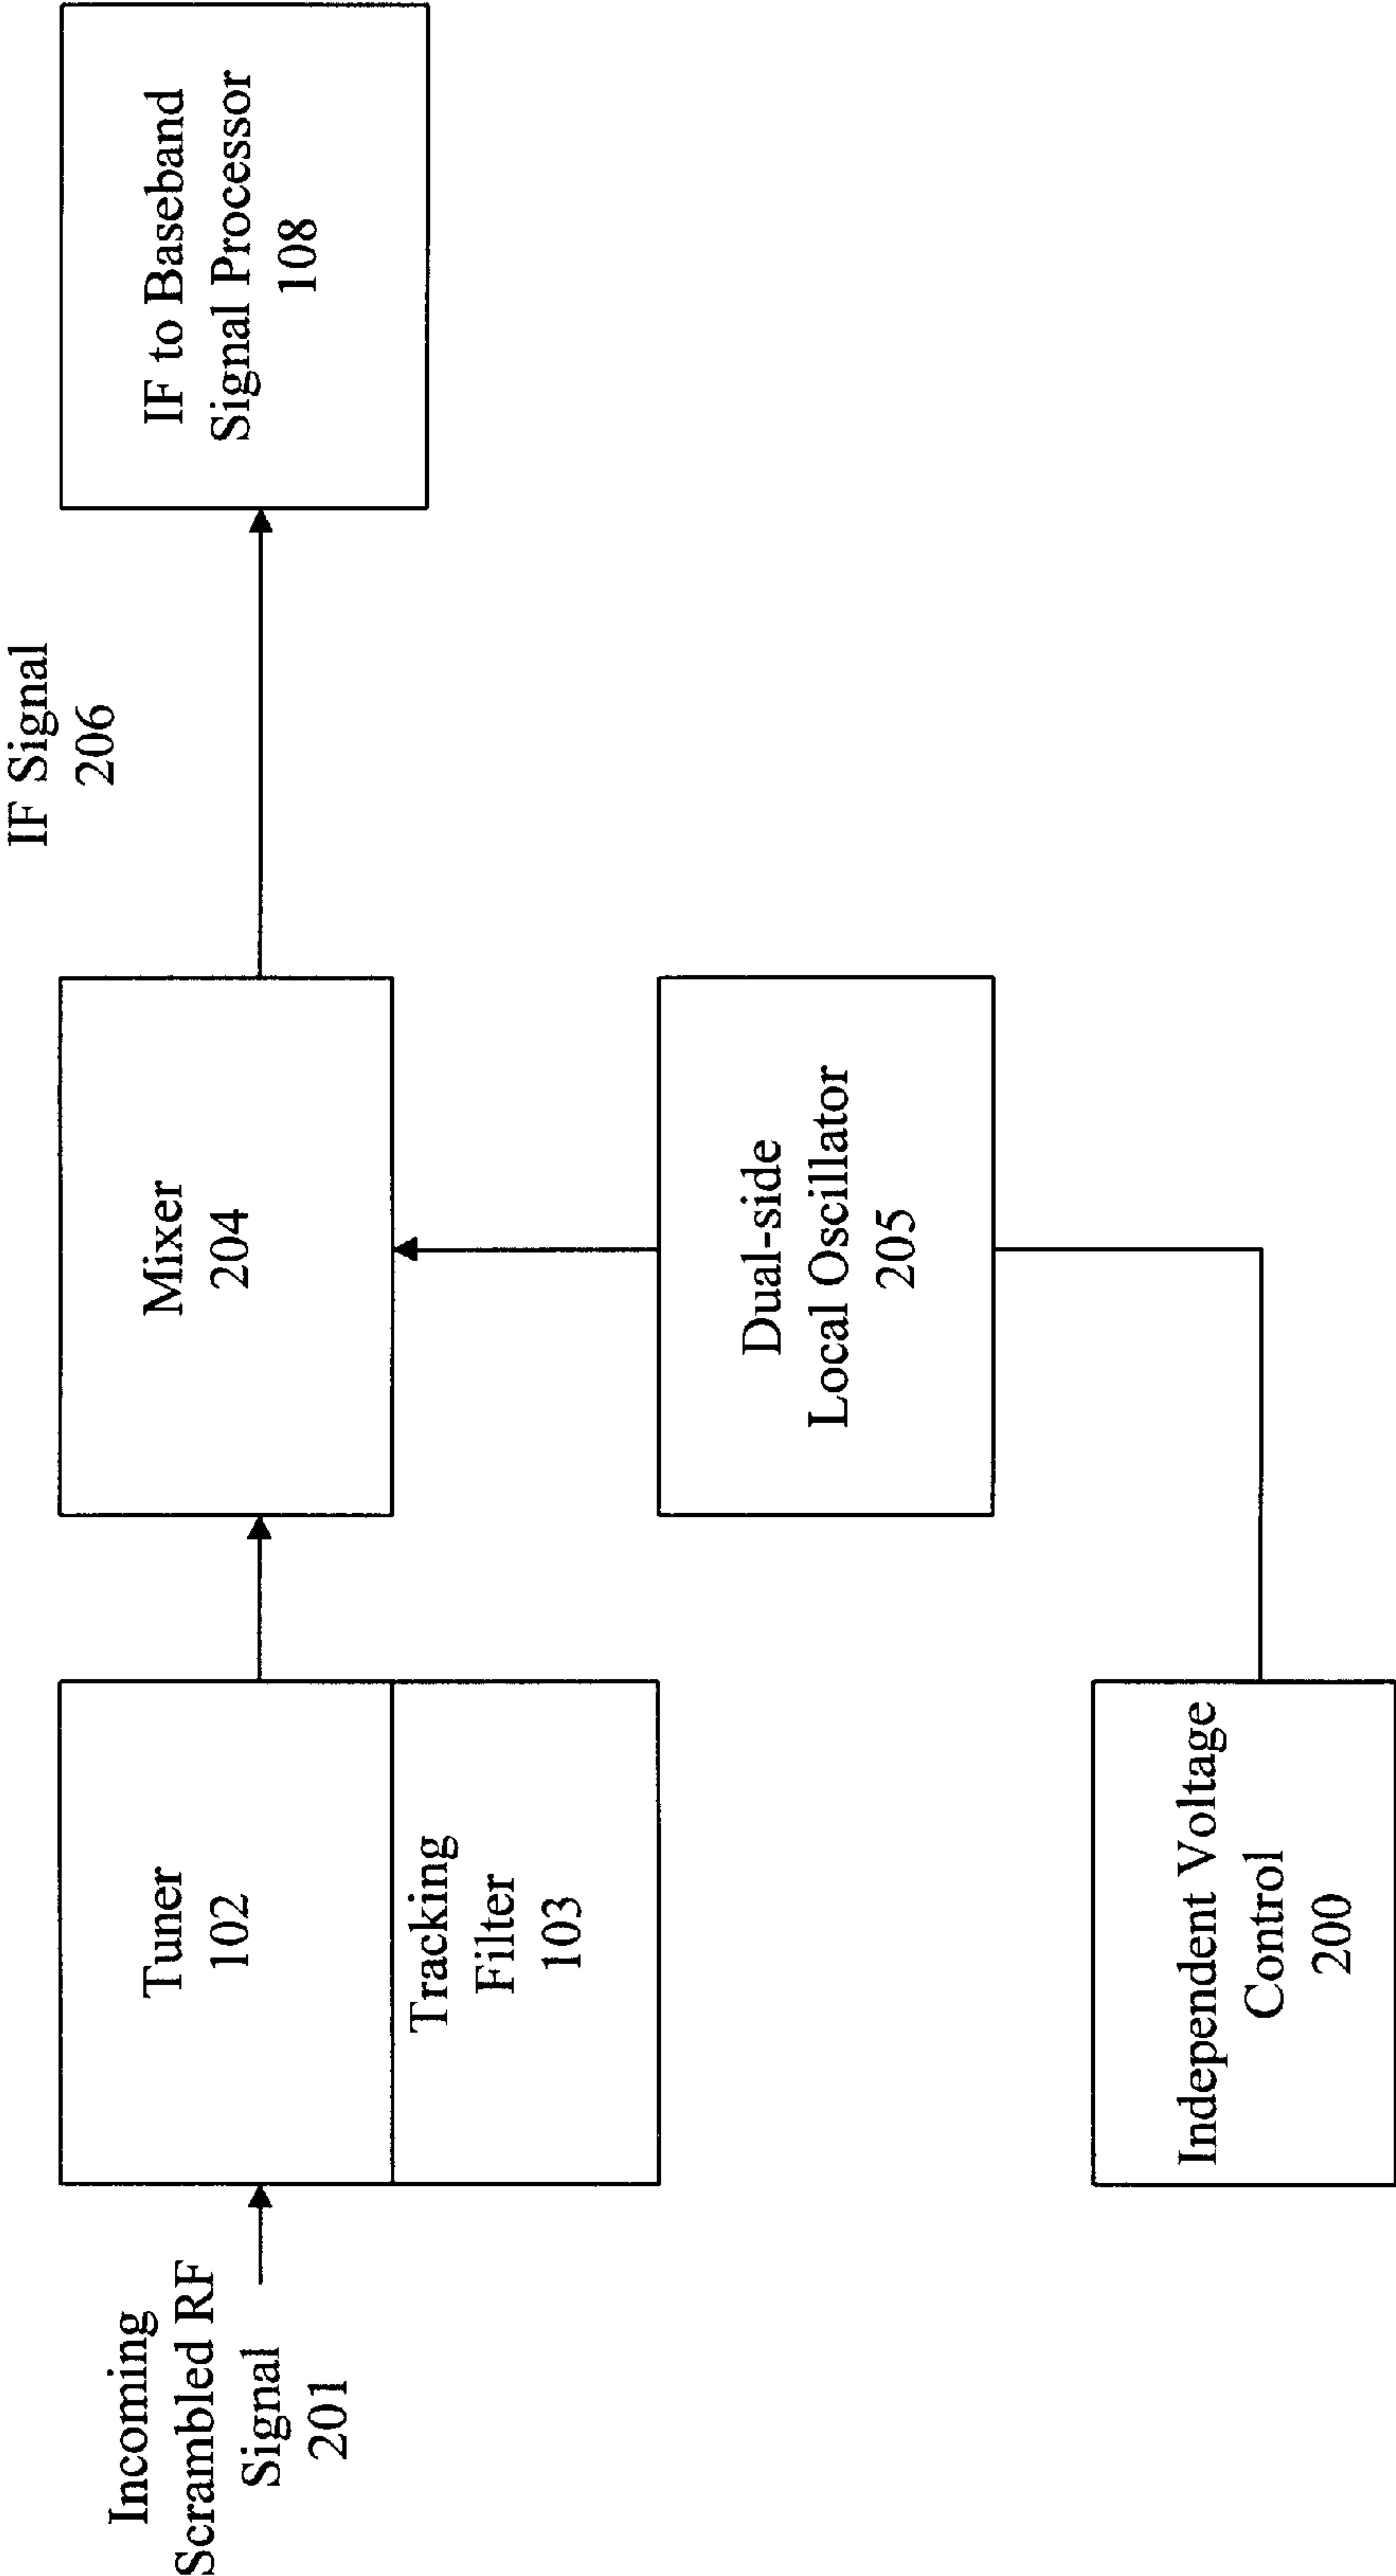 Incoming
Scrambled RF
Signal
201
Tuner
102
Tracking
Filter
103
Mixer
204
IF Signal
206
IF to Baseband
Signal Processor
108
Dual-side
Local Oscillator
205
Independent Voltage
Control
200